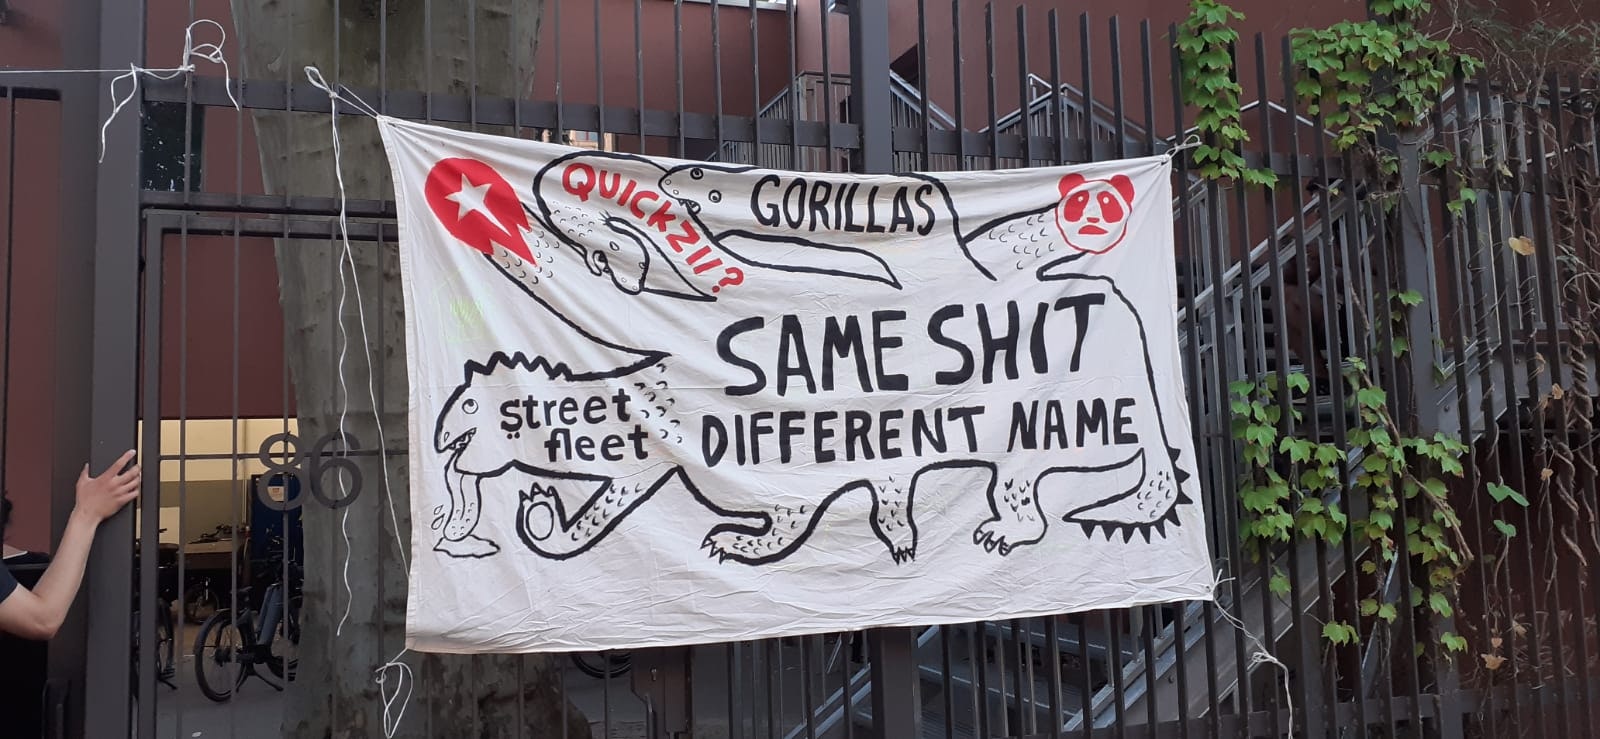 QUICKZII?
GORILLAS
SAME SHIT
DIFFERENT NAME
street
fleet
86